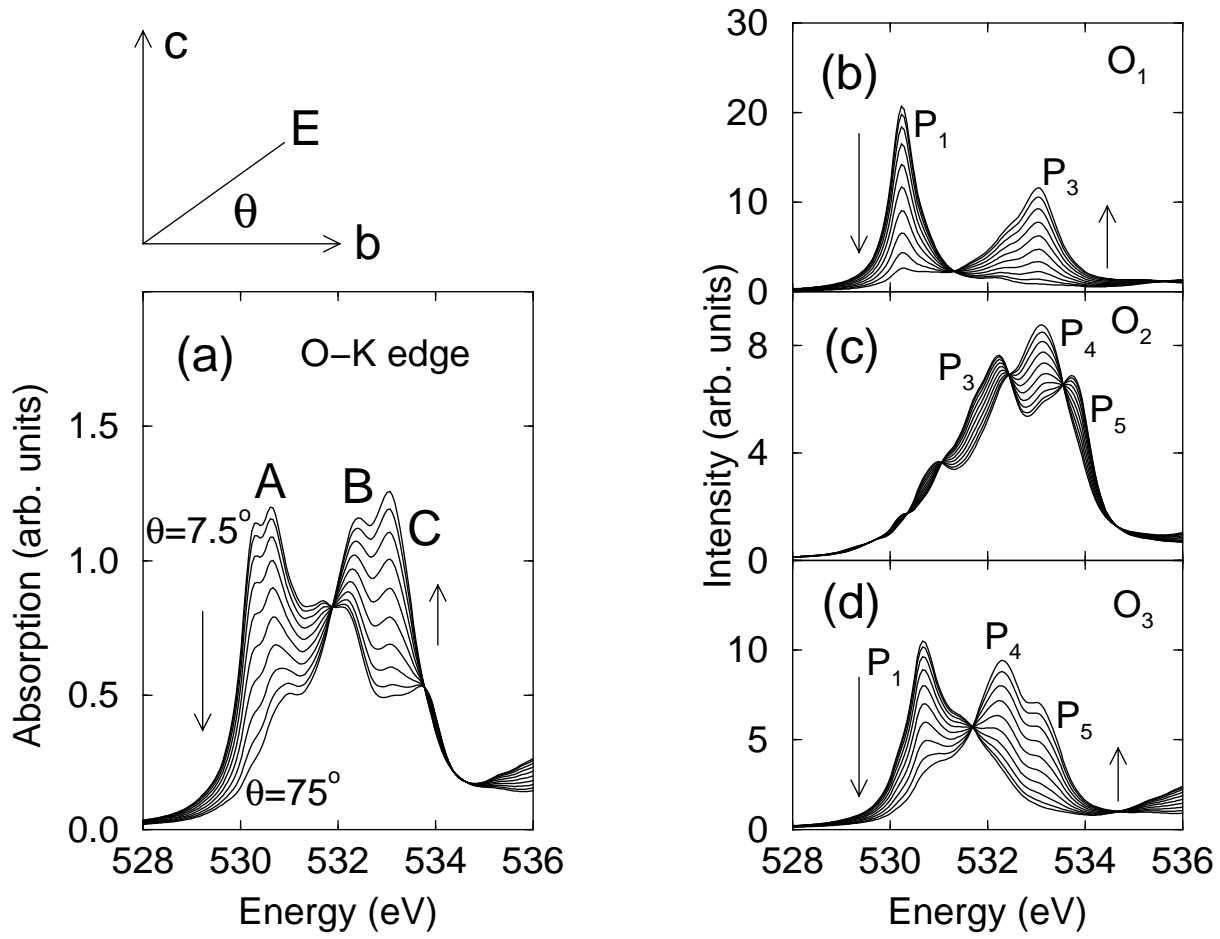 c
E
θ
b
(a) O–K edge
A
B
C
θ=7.5°
θ=75°
Absorption (arb. units)
1.5
1.0
0.5
0.0
528 530 532 534 536
Energy (eV)
(b) O₁
P₁
P₃
30
20
10
0
Intensity (arb. units)
(c) O₂
P₃
P₄
P₅
8
4
0
(d) O₃
P₁
P₄
P₅
10
5
0
528 530 532 534 536
Energy (eV)